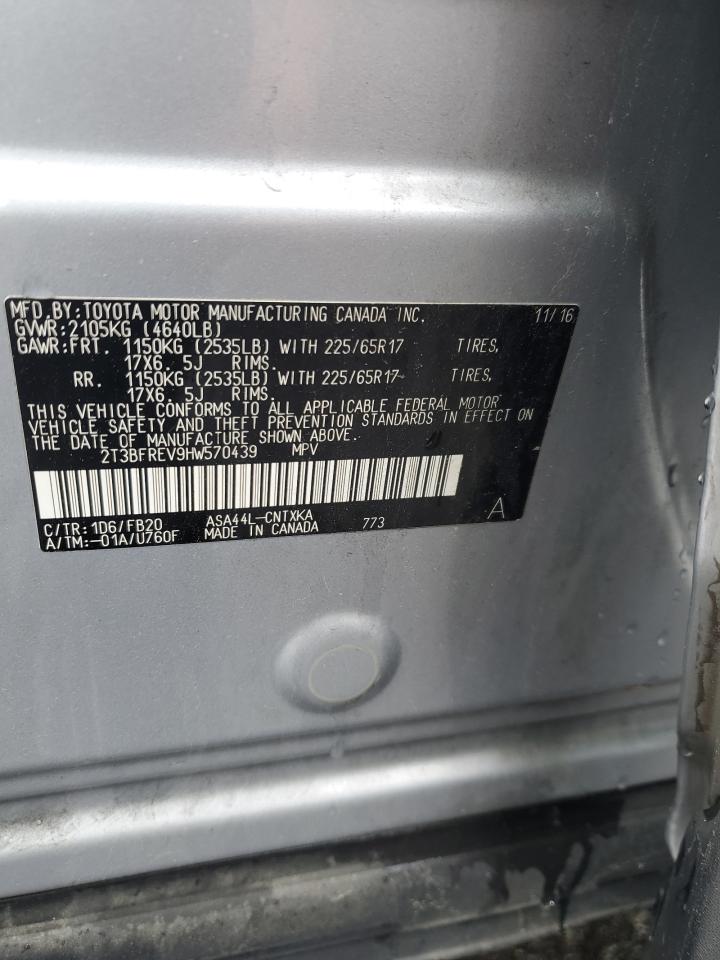 MFD.BY:TOYOTA MOTOR MANUFACTURING CANADA INC. 11/16
GVWR:2105KG (4640LB)
GAWR:FRT. 1150KG (2535LB) WITH 225/65R17 TIRES,
17X6.5J RIMS.
RR. 1150KG (2535LB) WITH 225/65R17 TIRES,
17X6.5J RIMS.
THIS VEHICLE CONFORMS TO ALL APPLICABLE FEDERAL MOTOR
VEHICLE SAFETY AND THEFT PREVENTION STANDARDS IN EFFECT ON
THE DATE OF MANUFACTURE SHOWN ABOVE.
2T3BFREV9HW570439 MPV
C/TR:1D6/FB20 ASA44L-CNTXKA 773 A
A/TM:-01A/U760F MADE IN CANADA